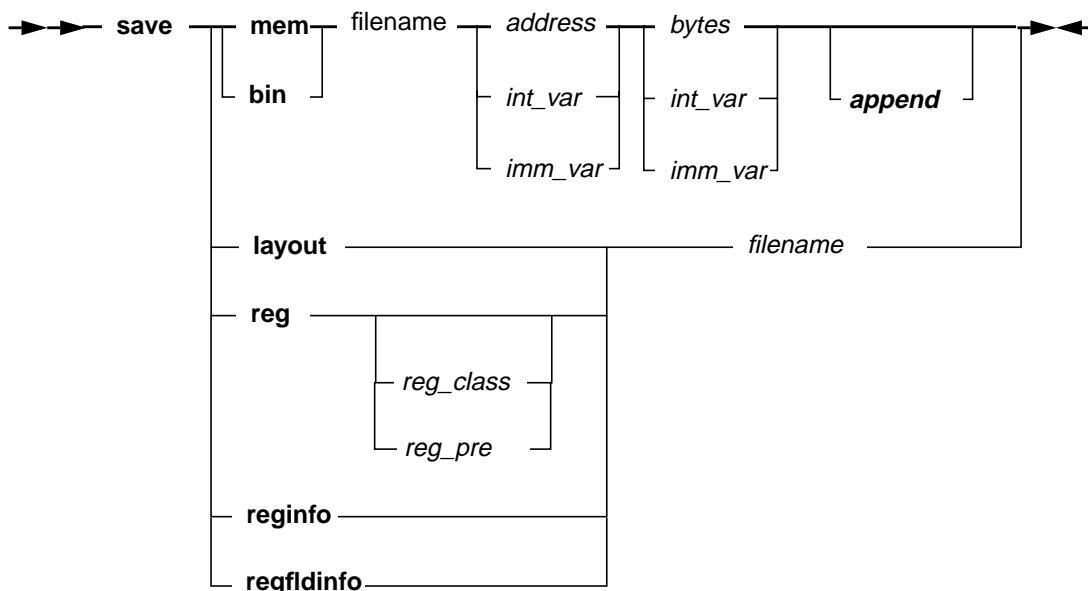 save mem filename address bytes
bin int_var int_var append
imm_var imm_var
layout filename
reg
reg_class
reg_pre
reginfo
regfldinfo